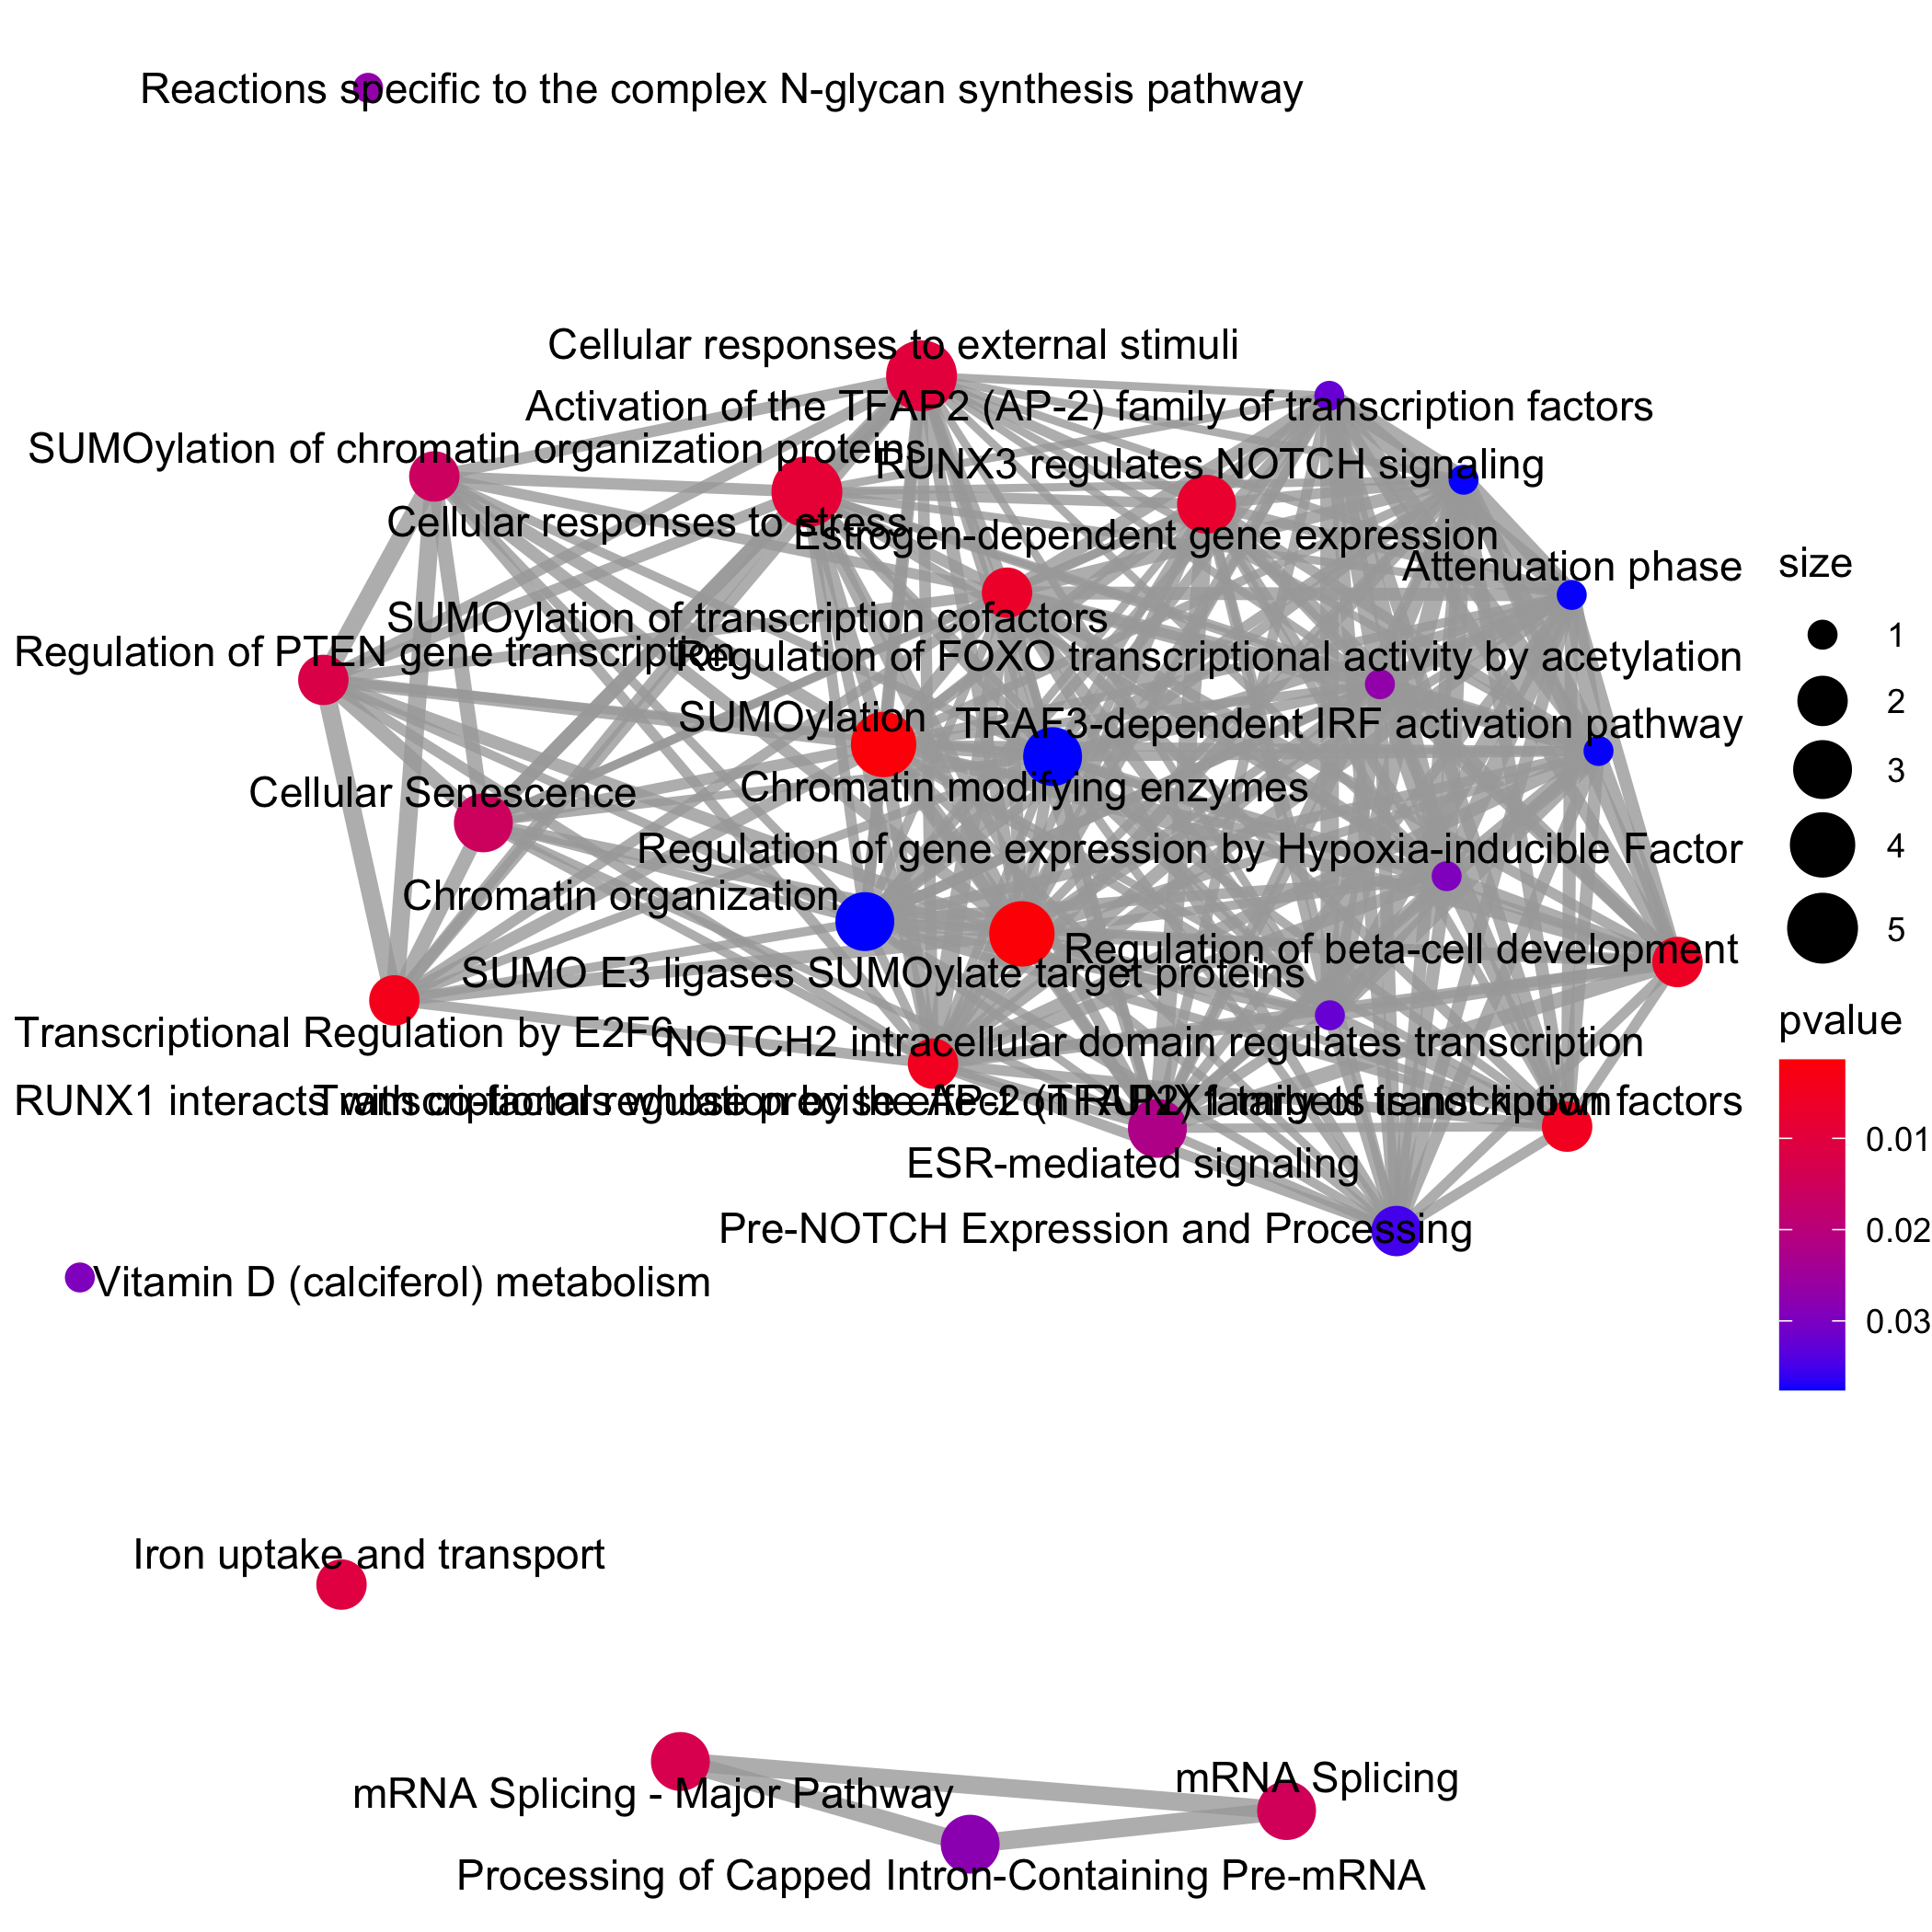 Reactions specific to the complex N-glycan synthesis pathway
Cellular responses to external stimuli
Activation of the TFAP2 (AP-2) family of transcription factors
SUMOylation of chromatin organization proteins
RUNX3 regulates NOTCH signaling
Cellular responses to stress
Estrogen-dependent gene expression
Attenuation phase
SUMOylation of transcription cofactors
Regulation of PTEN gene transcription
Regulation of FOXO transcriptional activity by acetylation
SUMOylation
TRAF3-dependent IRF activation pathway
Chromatin modifying enzymes
Cellular Senescence
Regulation of gene expression by Hypoxia-inducible Factor
Chromatin organization
Regulation of beta-cell development
SUMO E3 ligases SUMOylate target proteins
Transcriptional Regulation by E2F6
NOTCH2 intracellular domain regulates transcription
RUNX1 interacts with co-factors whose precise effect on RUNX1 targets is not known
Transcriptional regulation by the AP-2 (TFAP2) family of transcription factors
ESR-mediated signaling
Pre-NOTCH Expression and Processing
Vitamin D (calciferol) metabolism
Iron uptake and transport
mRNA Splicing - Major Pathway
mRNA Splicing
Processing of Capped Intron-Containing Pre-mRNA
size
1
2
3
4
5
pvalue
0.01
0.02
0.03